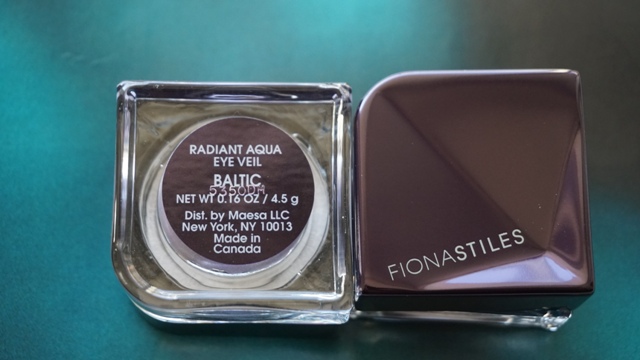 RADIANT AQUA
EYE VEIL
BALTIC
NET WT 0.16 OZ / 4.5 g
Dist. by Maesa LLC
New York, NY 10013
Made in
Canada
FIONASTILES